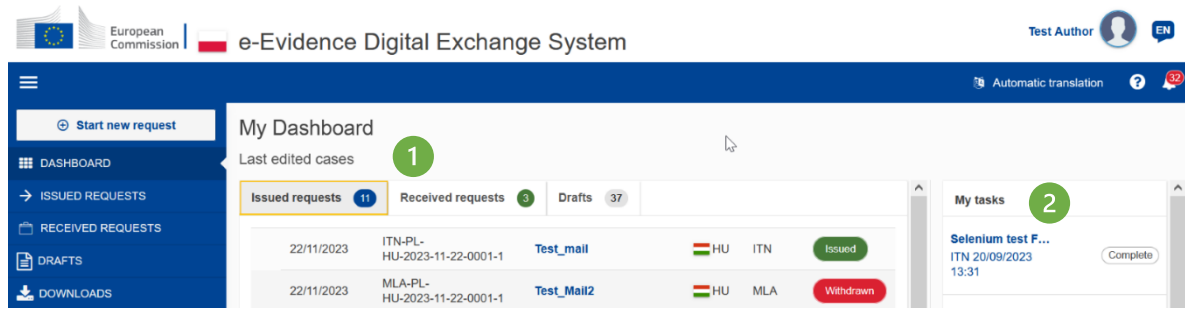 European
Commission
e-Evidence Digital Exchange System
Test Author
EN
Automatic translation
?
32
Start new request
DASHBOARD
ISSUED REQUESTS
RECEIVED REQUESTS
DRAFTS
DOWNLOADS
My Dashboard
Last edited cases
1
Issued requests 11 Received requests 3 Drafts 37
22/11/2023 ITN-PL-
HU-2023-11-22-0001-1 Test_mail HU ITN Issued
22/11/2023 MLA-PL-
HU-2023-11-22-0001-1 Test_Mail2 HU MLA Withdrawn
My tasks
2
Selenium test F...
ITN 20/09/2023
13:31
Complete